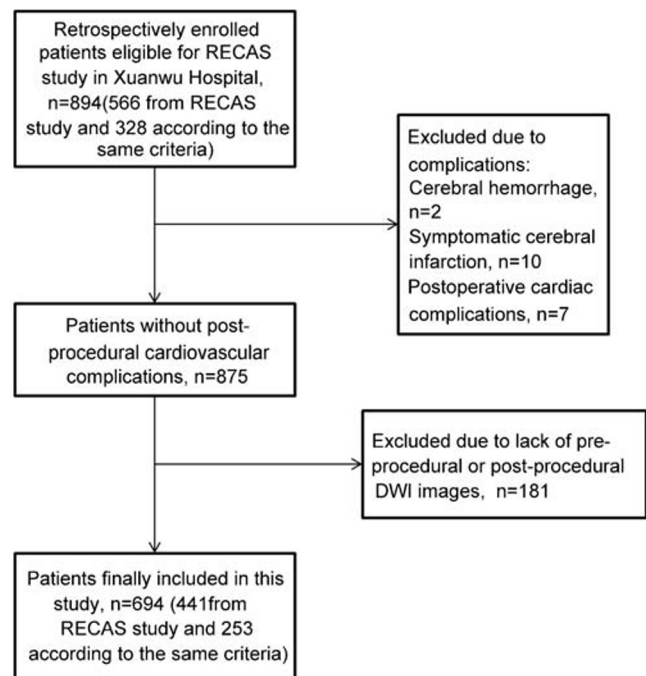 Retrospectively enrolled
patients eligible for RECAS
study in Xuanwu Hospital,
n=894(566 from RECAS
study and 328 according to the
same criteria)
Excluded due to
complications:
Cerebral hemorrhage,
n=2
Symptomatic cerebral
infarction, n=10
Postoperative cardiac
complications, n=7
Patients without post-
procedural cardiovascular
complications, n=875
Excluded due to lack of pre-
procedural or post-procedural
DWI images, n=181
Patients finally included in this
study, n=694 (441from
RECAS study and 253
according to the same criteria)